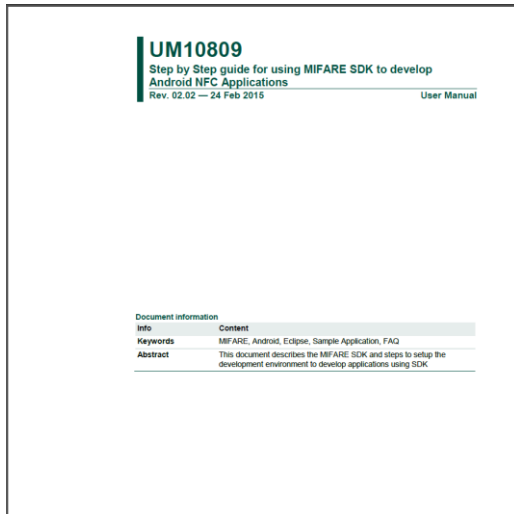 UM10809
Step by Step guide for using MIFARE SDK to develop
Android NFC Applications
Rev. 02.02 — 24 Feb 2015 User Manual
Document information
Info Content
Keywords MIFARE, Android, Eclipse, Sample Application, FAQ
Abstract This document describes the MIFARE SDK and steps to setup the
development environment to develop applications using SDK